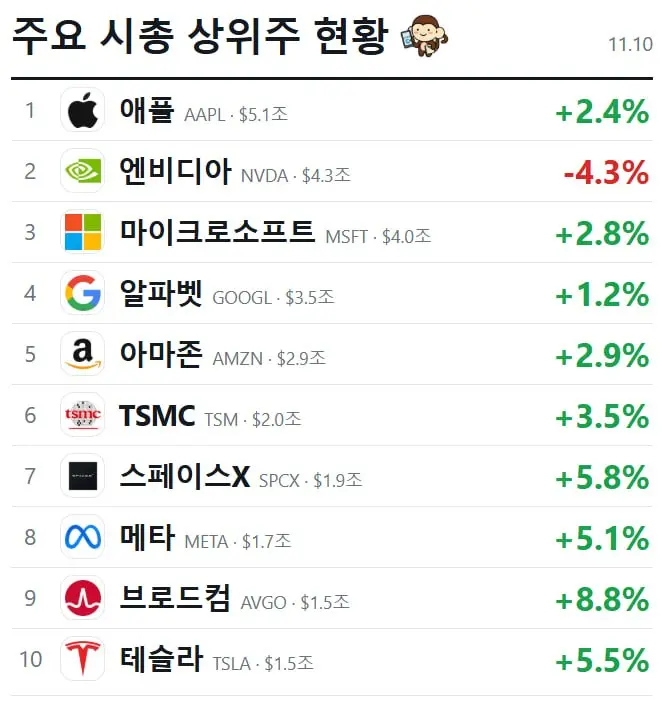 주요 시총 상위주 현황
11.10
1 애플 AAPL · $5.1조 +2.4%
2 엔비디아 NVDA · $4.3조 -4.3%
3 마이크로소프트 MSFT · $4.0조 +2.8%
4 알파벳 GOOGL · $3.5조 +1.2%
5 a 아마존 AMZN · $2.9조 +2.9%
6 tsmc TSMC TSM · $2.0조 +3.5%
7 스페이스X SPCX · $1.9조 +5.8%
8 메타 META · $1.7조 +5.1%
9 브로드컴 AVGO · $1.5조 +8.8%
10 테슬라 TSLA · $1.5조 +5.5%